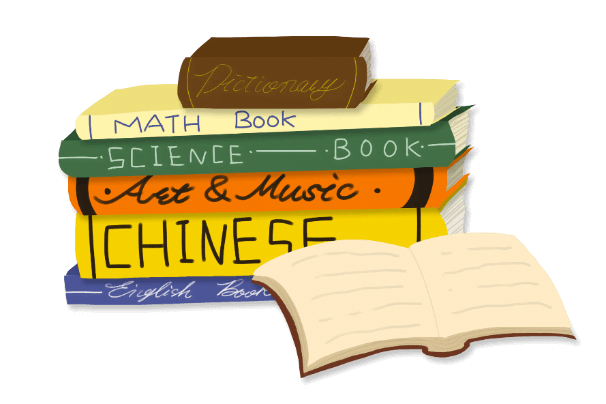 Dictionary
MATH Book
SCIENCE BOOK
Art & Music
CHINESE
English Book